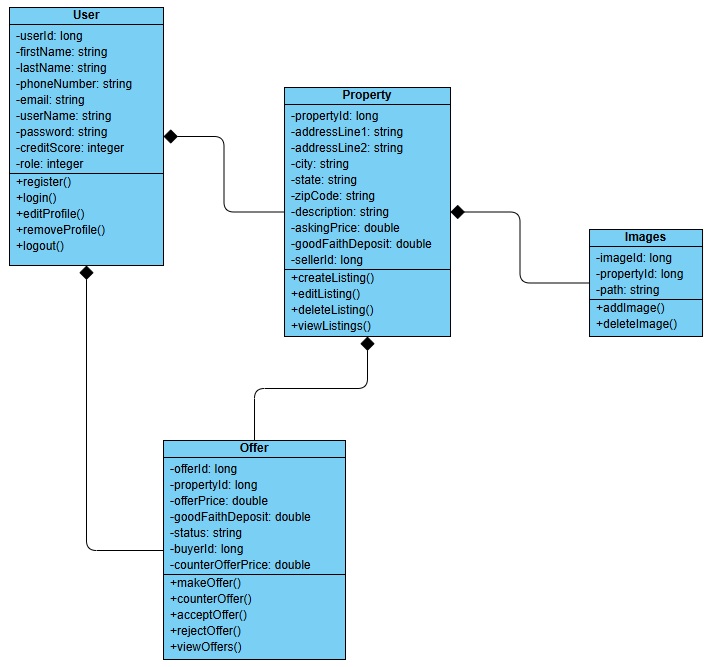 User
-userId: long
-firstName: string
-lastName: string
-phoneNumber: string
-email: string
-userName: string
-password: string
-creditScore: integer
-role: integer
+register()
+login()
+editProfile()
+removeProfile()
+logout()
Property
-propertyId: long
-addressLine1: string
-addressLine2: string
-city: string
-state: string
-zipCode: string
-description: string
-askingPrice: double
-goodFaithDeposit: double
-sellerId: long
+createListing()
+editListing()
+deleteListing()
+viewListings()
Images
-imageId: long
-propertyId: long
-path: string
+addImage()
+deleteImage()
Offer
-offerId: long
-propertyId: long
-offerPrice: double
-goodFaithDeposit: double
-status: string
-buyerId: long
-counterOfferPrice: double
+makeOffer()
+counterOffer()
+acceptOffer()
+rejectOffer()
+viewOffers()